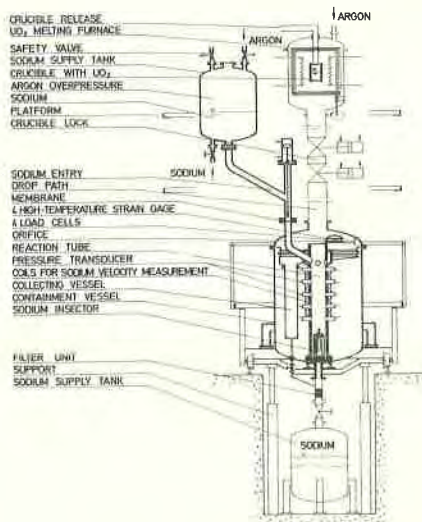 CRUCIBLE RELEASE
UO₂ MELTING FURNACE
SAFETY VALVE
SODIUM SUPPLY TANK
CRUCIBLE WITH UO₂
ARGON OVERPRESSURE
SODIUM
PLATFORM
CRUCIBLE LOCK
ARGON
ARGON
SODIUM
SODIUM ENTRY
DROP PATH
MEMBRANE
4 HIGH-TEMPERATURE STRAIN GAGE
4 LOAD CELLS
ORIFICE
REACTION TUBE
PRESSURE TRANSDUCER
COILS FOR SODIUM VELOCITY MEASUREMENT
COLLECTING VESSEL
CONTAINMENT VESSEL
SODIUM INSECTOR
FILTER UNIT
SUPPORT
SODIUM SUPPLY TANK
SODIUM